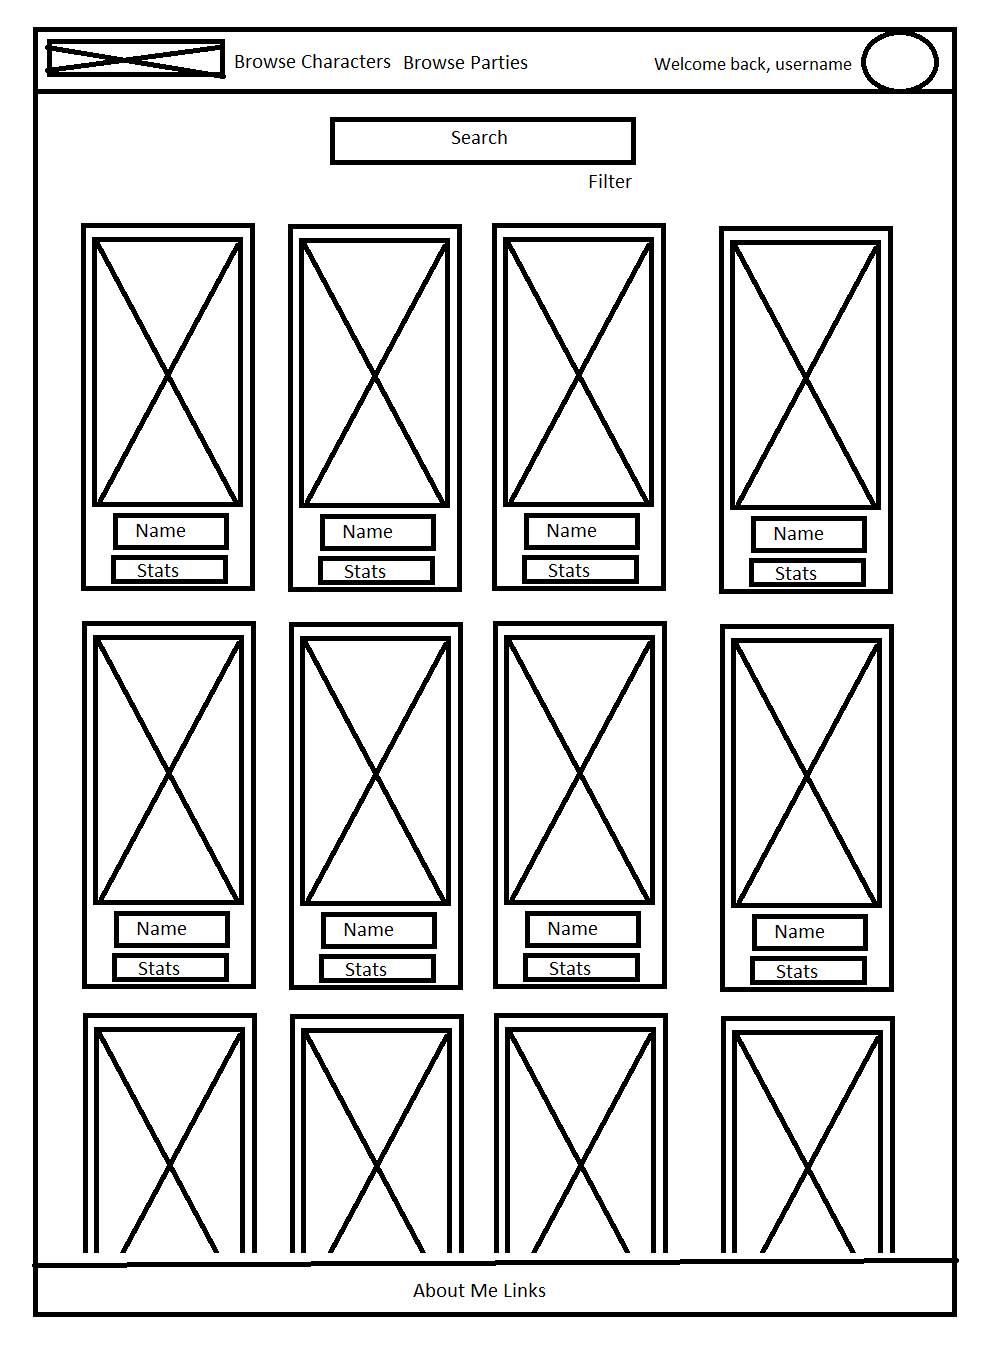 Browse Characters Browse Parties Welcome back, username
Search
Filter
Name Name Name Name
Stats Stats Stats Stats
Name Name Name Name
Stats Stats Stats Stats
About Me Links